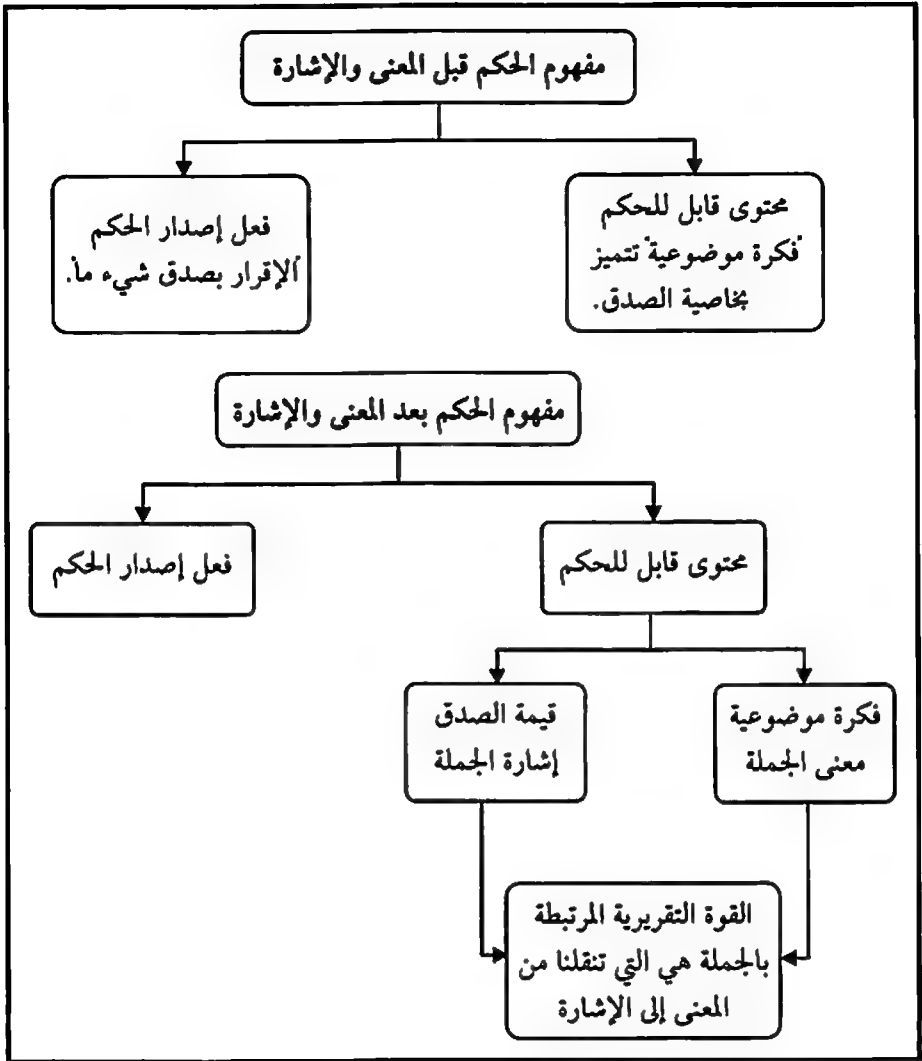 مفهوم الحكم قبل المعنى والإشارة
محتوى قابل للحكم
"فكرة موضوعية" تتميز
بخاصية الصدق.
فعل إصدار الحكم
"الإقرار بصدق شيء ما".
مفهوم الحكم بعد المعنى والإشارة
محتوى قابل للحكم
فعل إصدار الحكم
فكرة موضوعية
معنى الجملة
قيمة الصدق
إشارة الجملة
القوة التقريرية المرتبطة
بالجملة هي التي تنقلنا من
المعنى إلى الإشارة